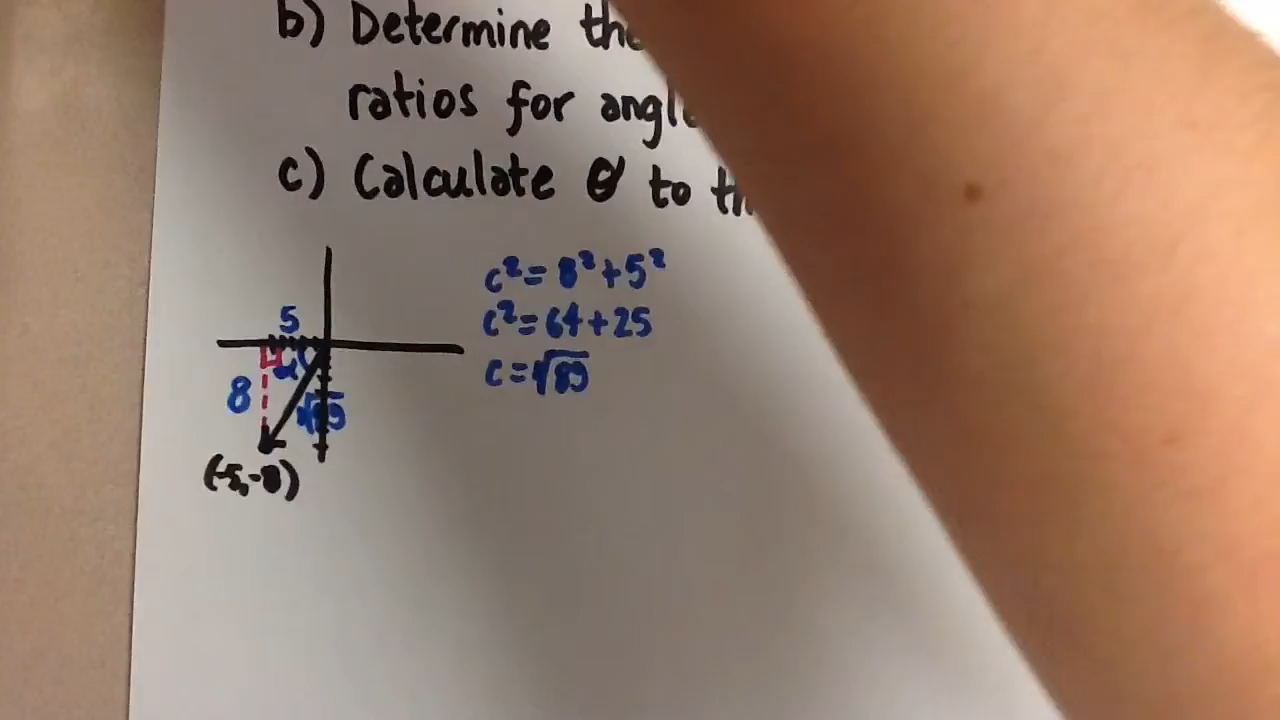 b) Determine the
ratios for angle
c) Calculate θ to th
c² = 8² + 5²
c² = 64 + 25
c = √89
5
α
8
√89
(-5, -8)